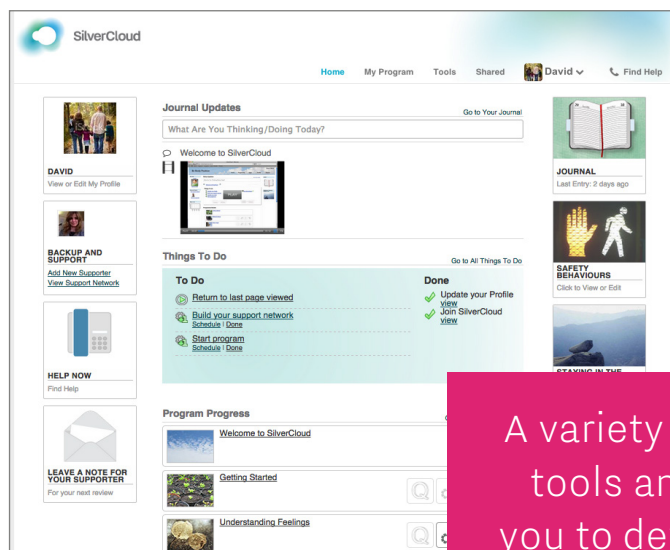 SilverCloud
Home My Program Tools Shared David Find Help
DAVID
View or Edit My Profile
BACKUP AND
SUPPORT
Add New Supporter
View Support Network
HELP NOW
Find Help
LEAVE A NOTE FOR
YOUR SUPPORTER
For your next review
Journal Updates
Go to Your Journal
What Are You Thinking/Doing Today?
Welcome to SilverCloud
Things To Do
Go to All Things To Do
To Do
Return to last page viewed
Build your support network
Schedule | Done
Start program
Schedule | Done
Done
Update your Profile
view
Join SilverCloud
view
Program Progress
Welcome to SilverCloud
Getting Started
Understanding Feelings
JOURNAL
Last Entry: 2 days ago
SAFETY
BEHAVIOURS
Click to View or Edit
STAYING IN THE
A variety
tools an
you to de